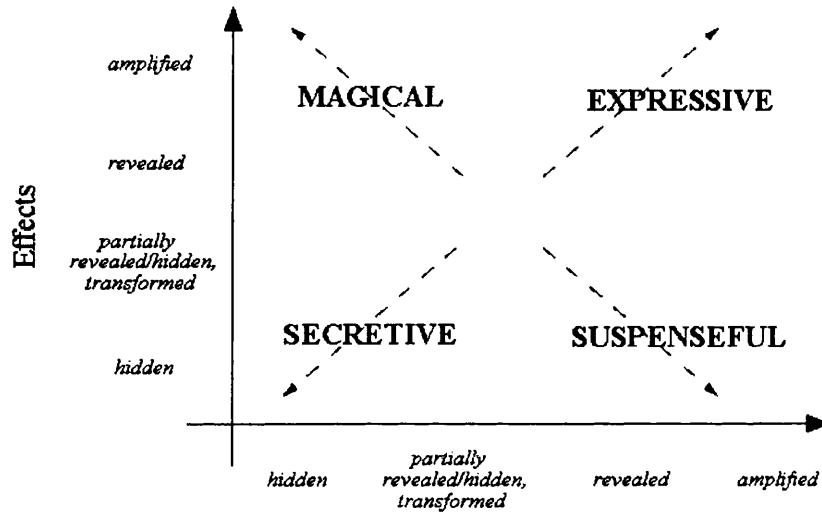 amplified
MAGICAL
EXPRESSIVE
revealed
Effects
partially
revealed/hidden,
transformed
SECRETIVE
SUSPENSEFUL
hidden
hidden
partially
revealed/hidden,
transformed
revealed
amplified